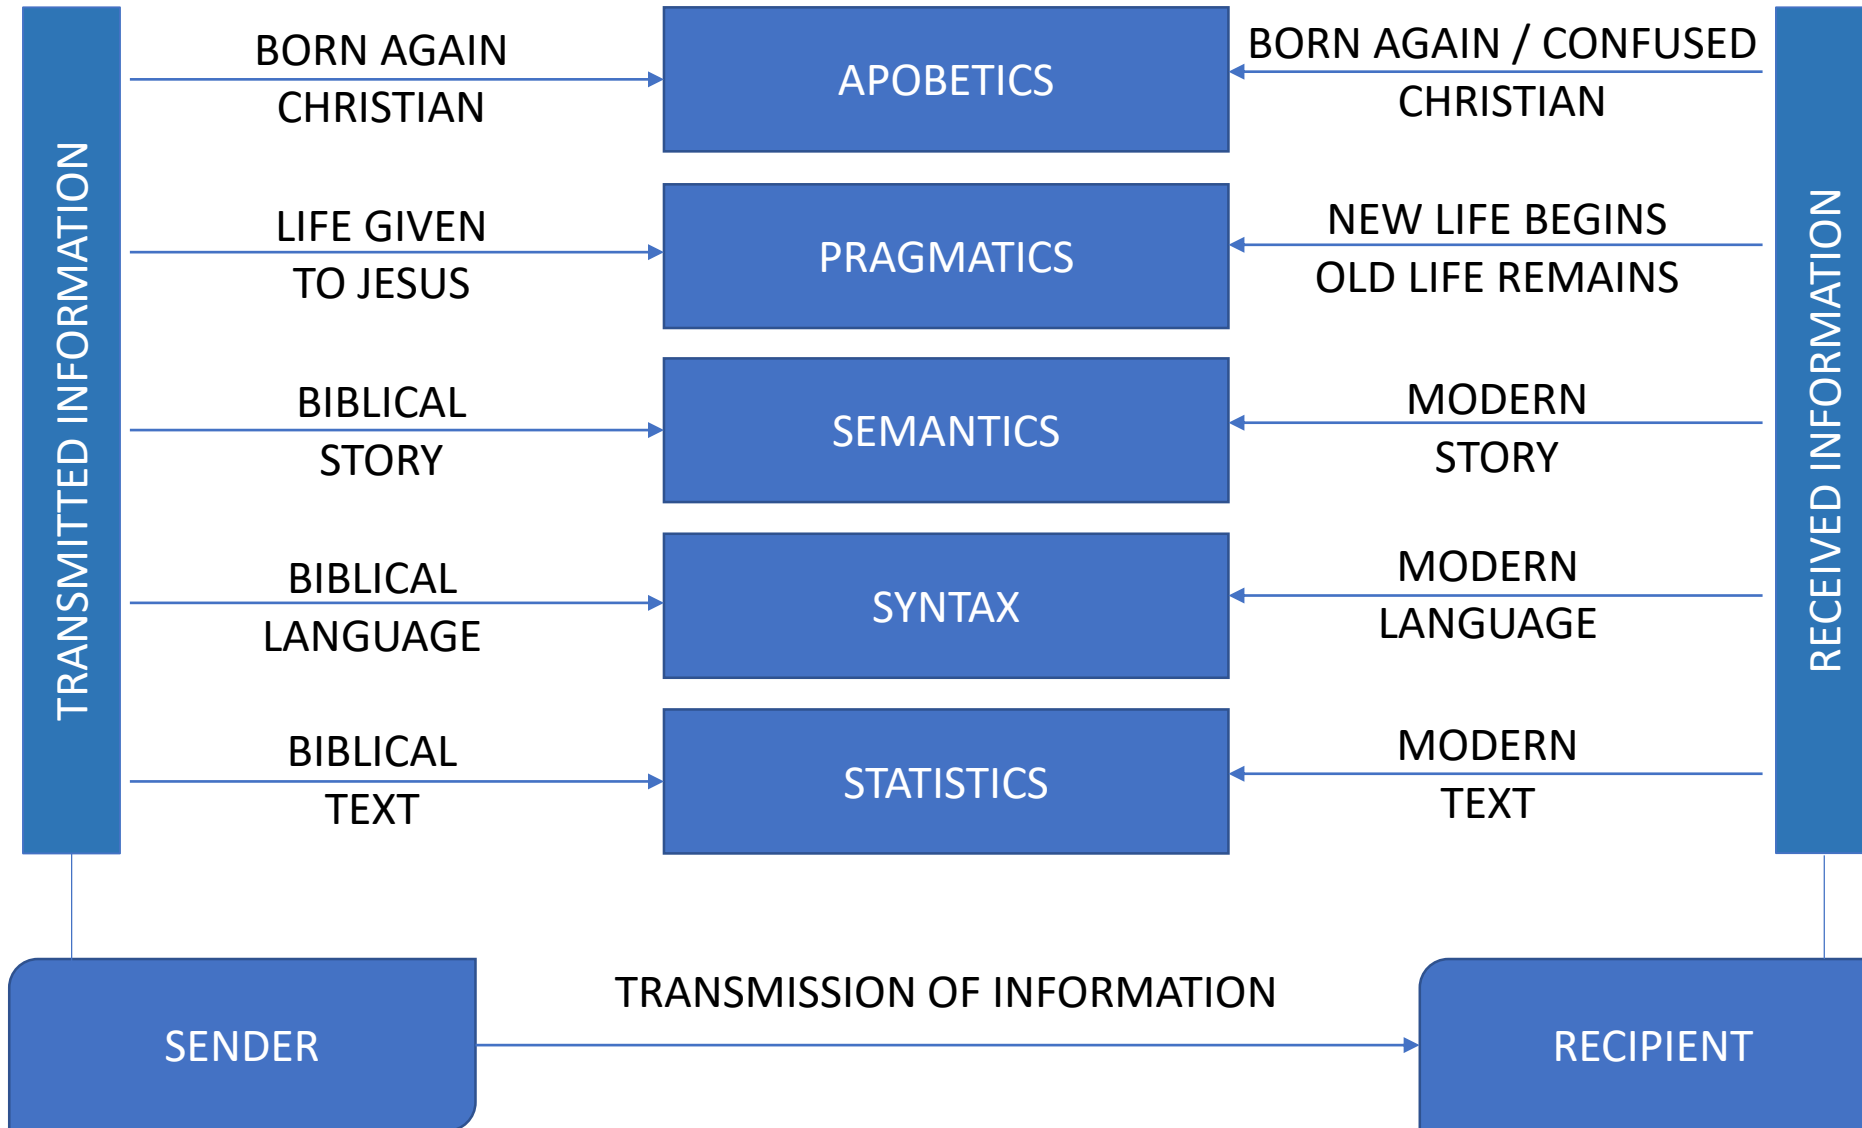 TRANSMITTED INFORMATION
BORN AGAIN
CHRISTIAN
APOBETICS
BORN AGAIN / CONFUSED
CHRISTIAN
LIFE GIVEN
TO JESUS
PRAGMATICS
NEW LIFE BEGINS
OLD LIFE REMAINS
BIBLICAL
STORY
SEMANTICS
MODERN
STORY
BIBLICAL
LANGUAGE
SYNTAX
MODERN
LANGUAGE
BIBLICAL
TEXT
STATISTICS
MODERN
TEXT
RECEIVED INFORMATION
SENDER
TRANSMISSION OF INFORMATION
RECIPIENT